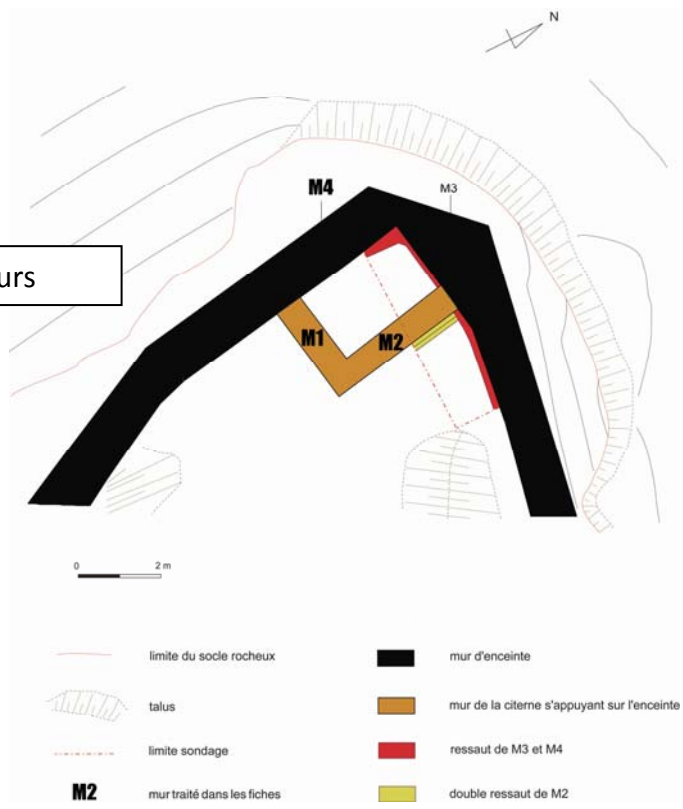 N
M4
M3
urs
M1
M2
0 2 m
limite du socle rocheux
mur d'enceinte
talus
mur de la citerne s'appuyant sur l'enceinte
limite sondage
ressaut de M3 et M4
M2
mur traité dans les fiches
double ressaut de M2